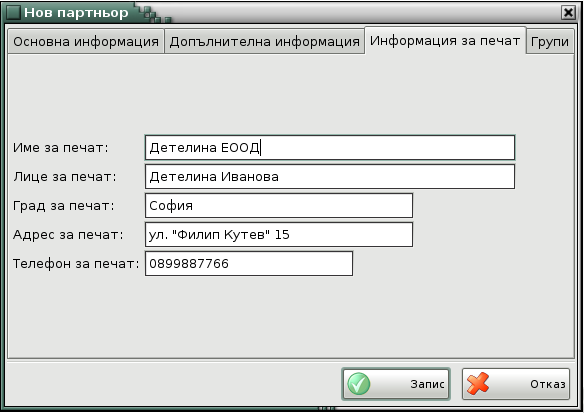 Нов партньор
Основна информация Допълнителна информация Информация за печат Групи
Име за печат: Детелина ЕООД
Лице за печат: Детелина Иванова
Град за печат: София
Адрес за печат: ул. "Филип Кутев" 15
Телефон за печат: 0899887766
Запис Отказ